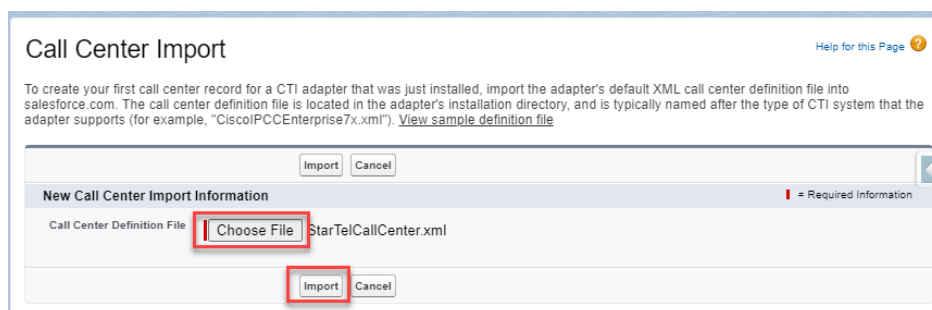 Call Center Import
Help for this Page
To create your first call center record for a CTI adapter that was just installed, import the adapter's default XML call center definition file into
salesforce.com. The call center definition file is located in the adapter's installation directory, and is typically named after the type of CTI system that the
adapter supports (for example, "CiscoIPCCEnterprise7x.xml"). View sample definition file
Import Cancel
New Call Center Import Information
= Required Information
Call Center Definition File Choose File StarTelCallCenter.xml
Import Cancel